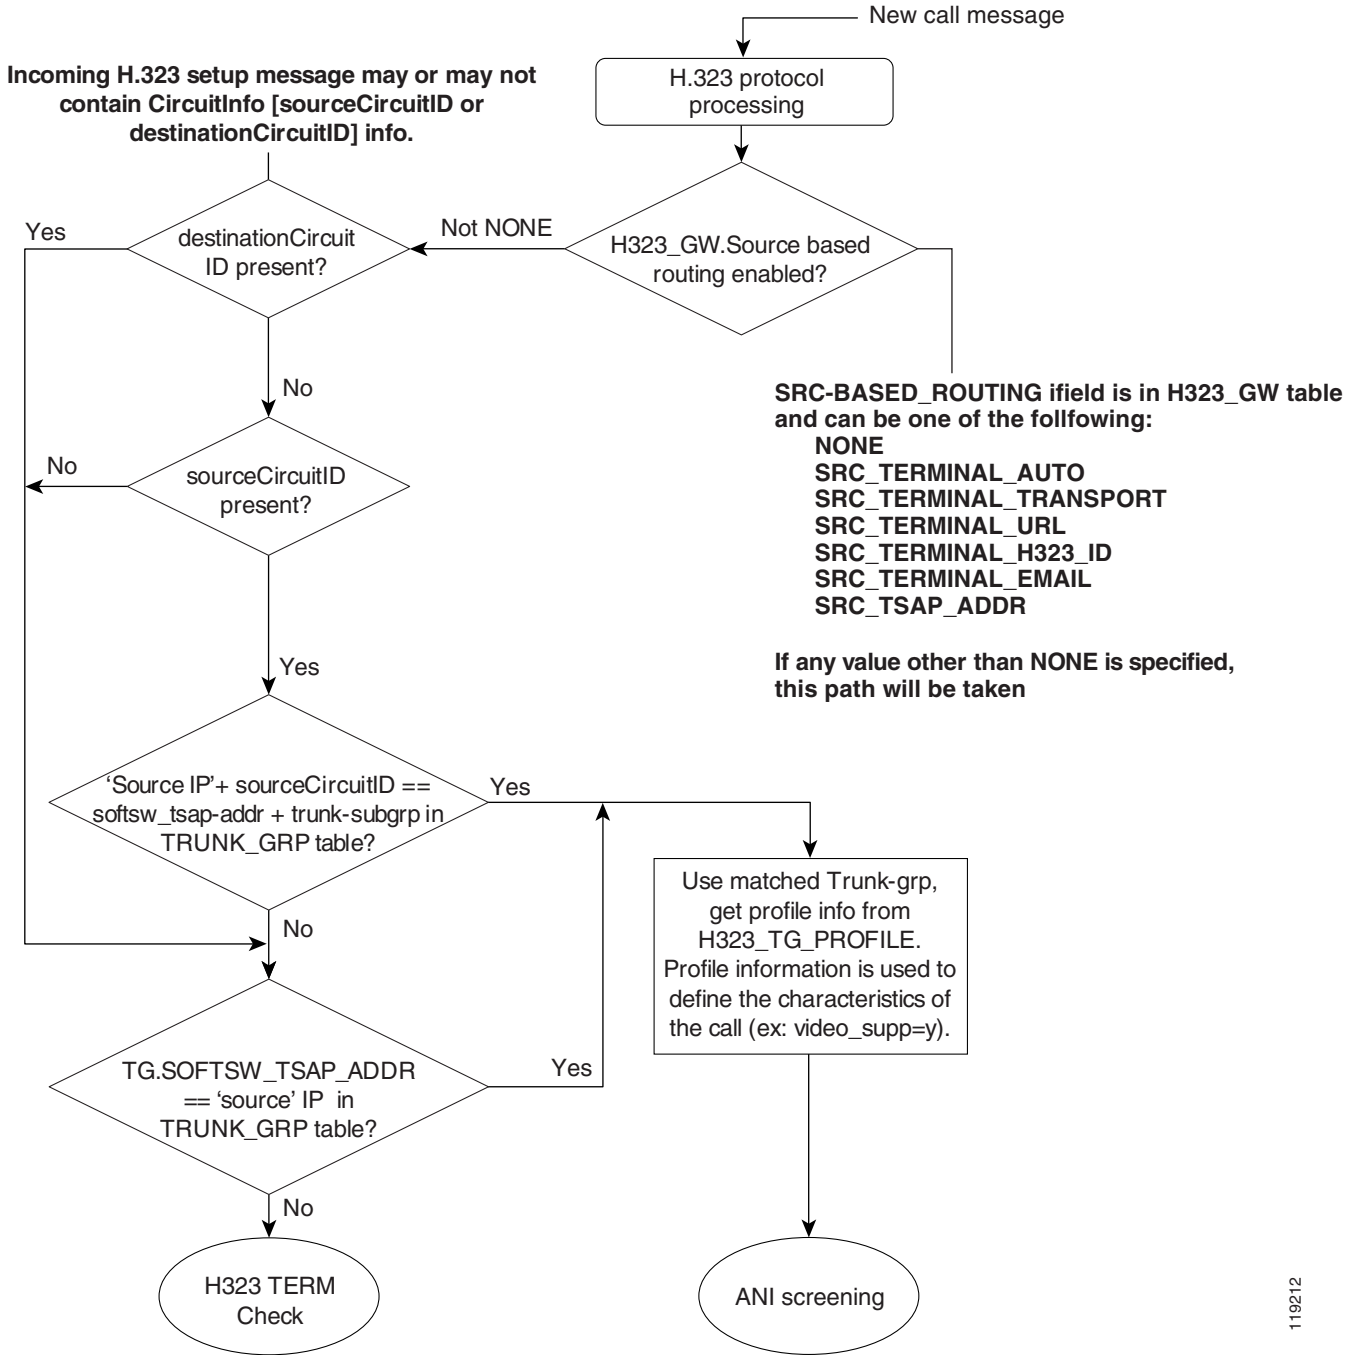 New call message
Incoming H.323 setup message may or may not
contain CircuitInfo [sourceCircuitID or
destinationCircuitID] info.
H.323 protocol
processing
Yes
destinationCircuit
ID present?
Not NONE
H323_GW.Source based
routing enabled?
No
SRC-BASED_ROUTING ifield is in H323_GW table
and can be one of the follfowing:
NONE
SRC_TERMINAL_AUTO
SRC_TERMINAL_TRANSPORT
SRC_TERMINAL_URL
SRC_TERMINAL_H323_ID
SRC_TERMINAL_EMAIL
SRC_TSAP_ADDR
If any value other than NONE is specified,
this path will be taken
No
sourceCircuitID
present?
Yes
‘Source IP’+ sourceCircuitID ==
softsw_tsap-addr + trunk-subgrp in
TRUNK_GRP table?
Yes
No
Use matched Trunk-grp,
get profile info from
H323_TG_PROFILE.
Profile information is used to
define the characteristics of
the call (ex: video_supp=y).
TG.SOFTSW_TSAP_ADDR
== ‘source’ IP in
TRUNK_GRP table?
Yes
No
H323 TERM
Check
ANI screening
119212